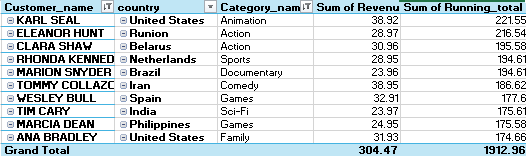 Customer_name country Category_nam Sum of Revenu Sum of Running_total
KARL SEAL United States Animation 38.92 221.55
ELEANOR HUNT Runion Action 28.97 216.54
CLARA SHAW Belarus Action 30.96 195.58
RHONDA KENNED Netherlands Sports 28.95 194.61
MARION SNYDER Brazil Documentary 23.96 194.61
TOMMY COLLAZO Iran Comedy 38.95 186.62
WESLEY BULL Spain Games 32.91 177.6
TIM CARY India Sci-Fi 23.97 175.61
MARCIA DEAN Philippines Games 24.95 175.58
ANA BRADLEY United States Family 31.93 174.66
Grand Total 304.47 1912.96